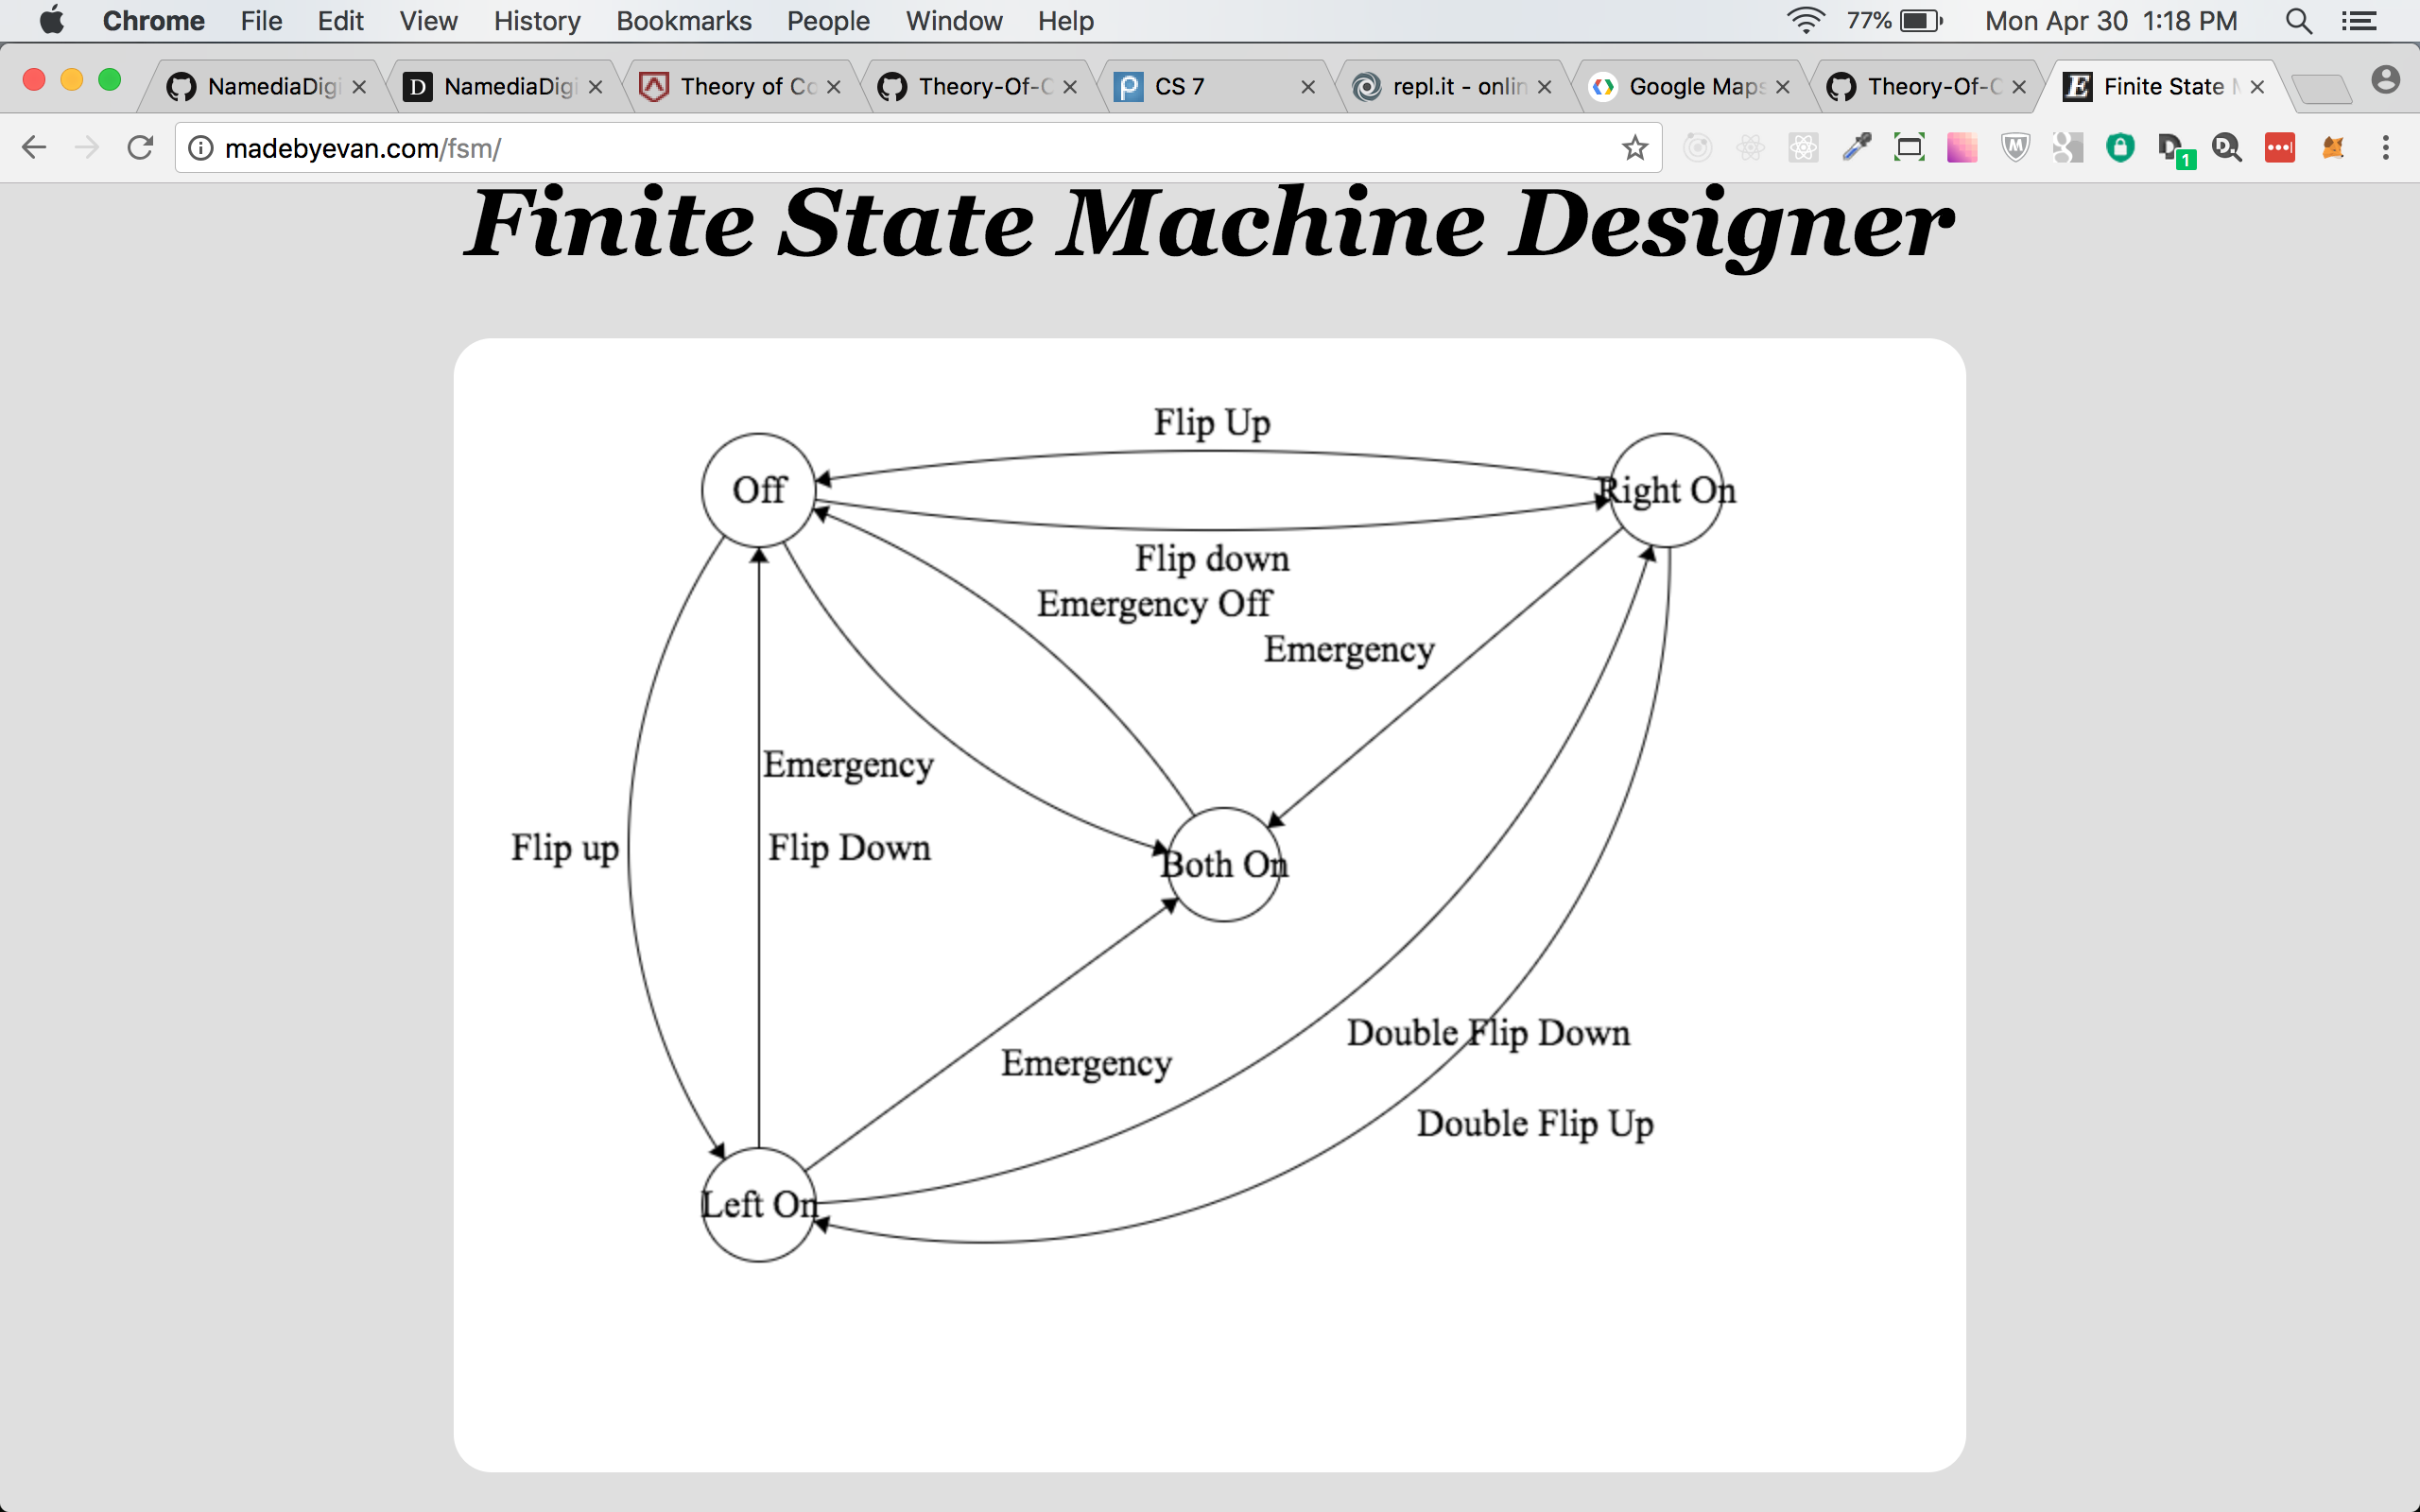 Chrome File Edit View History Bookmarks People Window Help 77% Mon Apr 30 1:18 PM
NamediaDigi NamediaDigi Theory of Co Theory-Of-C CS 7 repl.it - onlin Google Maps Theory-Of-C Finite State
madebyevan.com/fsm/ 1
Finite State Machine Designer
Flip Up
Off
Right On
Flip down
Emergency Off
Emergency
Emergency
Flip up
Flip Down
Both On
Double Flip Down
Emergency
Double Flip Up
Left On